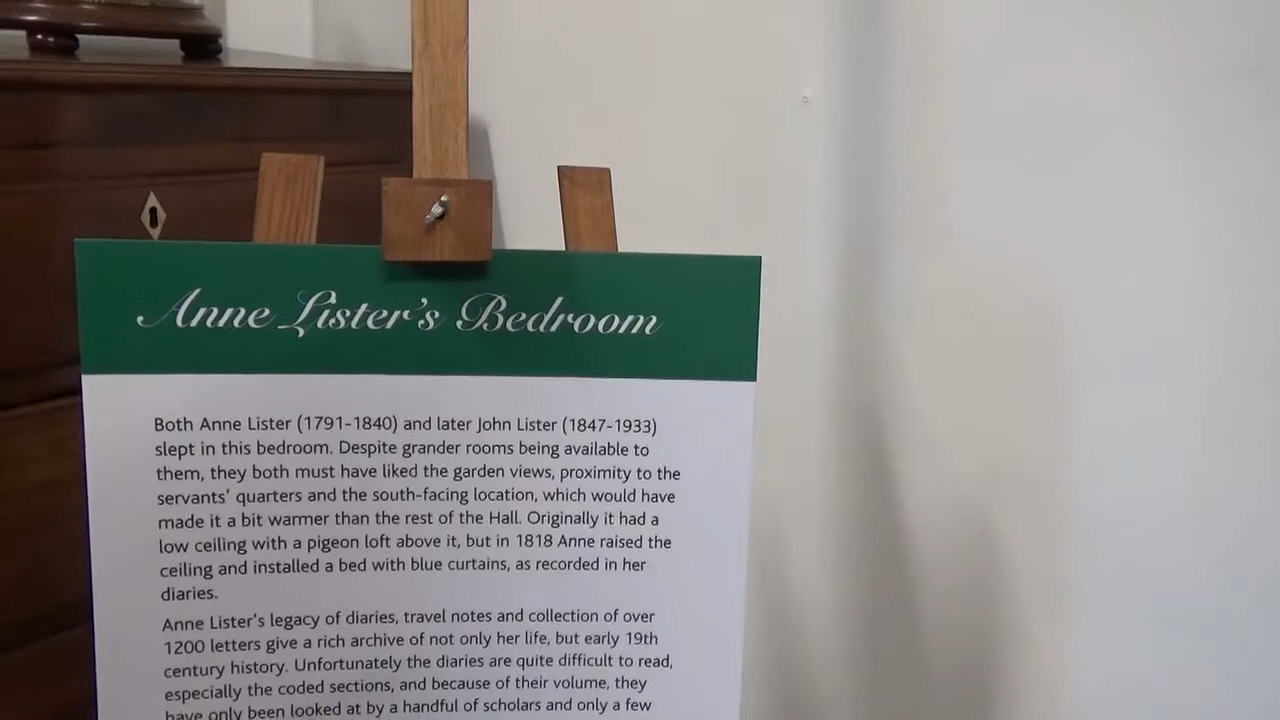 Anne Lister's Bedroom
Both Anne Lister (1791-1840) and later John Lister (1847-1933)
slept in this bedroom. Despite grander rooms being available to
them, they both must have liked the garden views, proximity to the
servants' quarters and the south-facing location, which would have
made it a bit warmer than the rest of the Hall. Originally it had a
low ceiling with a pigeon loft above it, but in 1818 Anne raised the
ceiling and installed a bed with blue curtains, as recorded in her
diaries.
Anne Lister's legacy of diaries, travel notes and collection of over
1200 letters give a rich archive of not only her life, but early 19th
century history. Unfortunately the diaries are quite difficult to read,
especially the coded sections, and because of their volume, they
have only been looked at by a handful of scholars and only a few